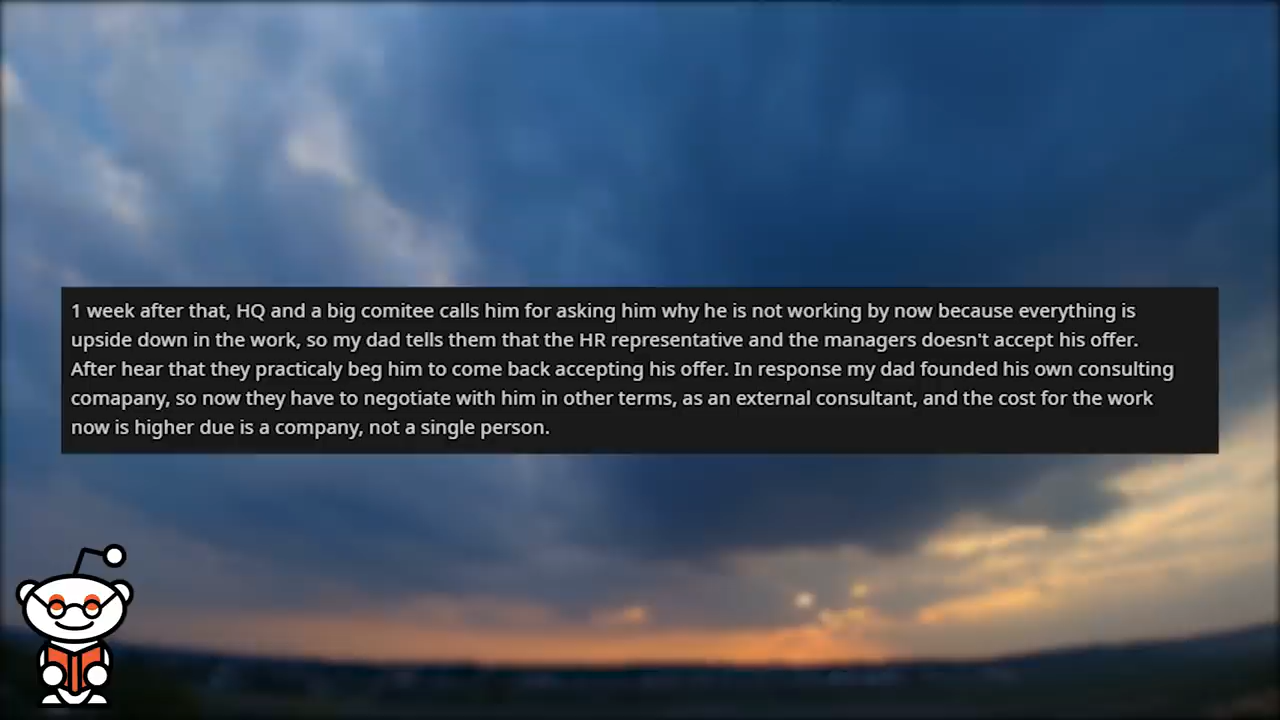 1 week after that, HQ and a big comitee calls him for asking him why he is not working by now because everything is
upside down in the work, so my dad tells them that the HR representative and the managers doesn't accept his offer.
After hear that they practicaly beg him to come back accepting his offer. In response my dad founded his own consulting
comapany, so now they have to negotiate with him in other terms, as an external consultant, and the cost for the work
now is higher due is a company, not a single person.